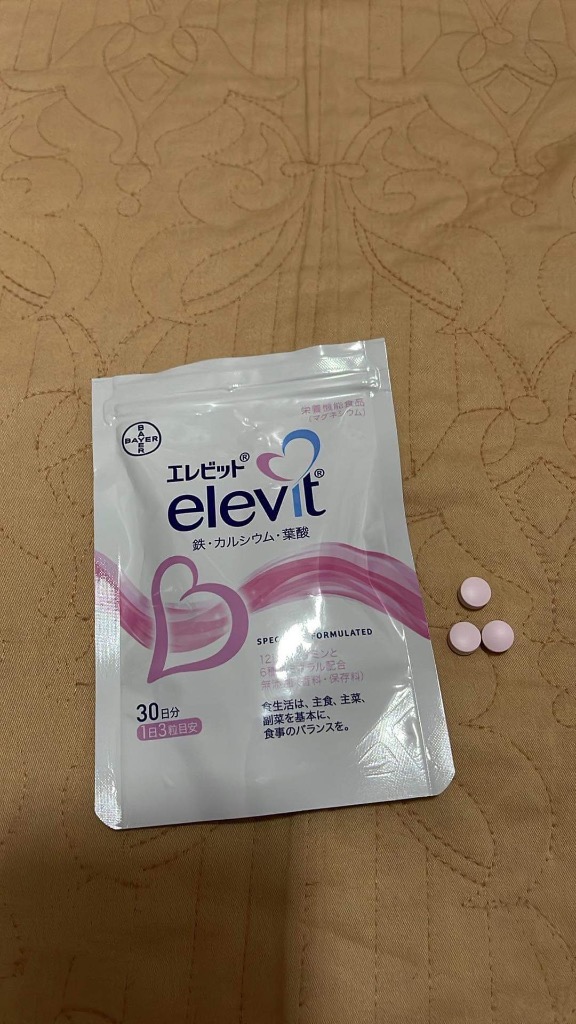 栄養機能食品
(マグネシウム)
BAYER
BAYER
エレビット®
elevit®
鉄・カルシウム・葉酸
FORMULATED
12
ミンと
6
ラル配合
料・保存料)
30日分
1日3粒目安
食生活は、主食、主菜、
副菜を基本に、
食事のバランスを。